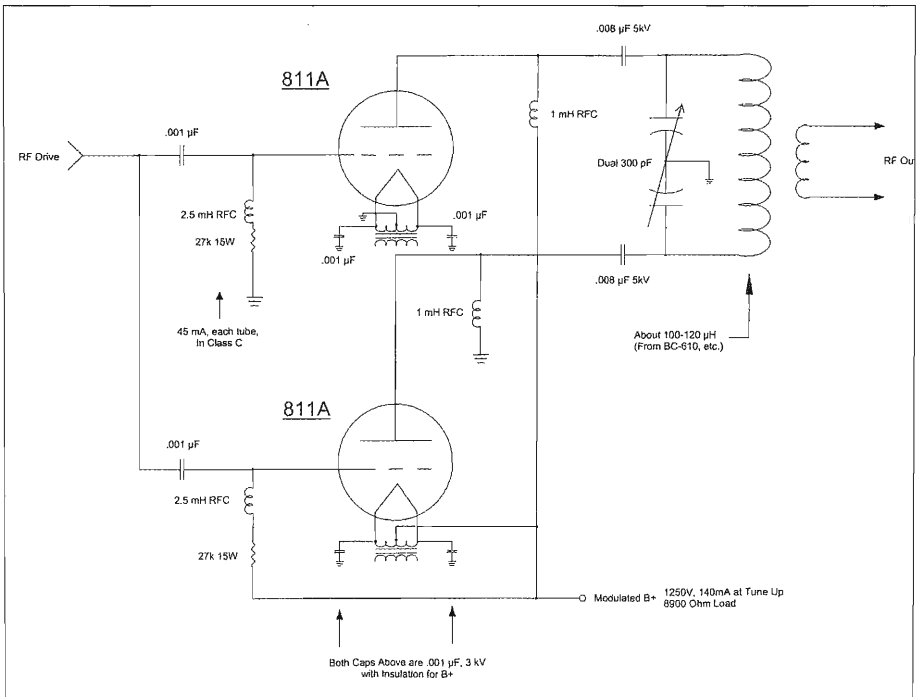 .008 µF 5kV
811A
1 mH RFC
.001 µF
RF Drive
Dual 300 pF
RF Ou
2.5 mH RFC
.001 µF
27k 15W
.001 µF
.008 µF 5kV
1 mH RFC
45 mA, each tube,
In Class C
About 100-120 µH
(From BC-610, etc.)
811A
.001 µF
2.5 mH RFC
27k 15W
Modulated B+
1250V, 140mA at Tune Up
8900 Ohm Load
Both Caps Above are .001 µF, 3 kV
with Insulation for B+